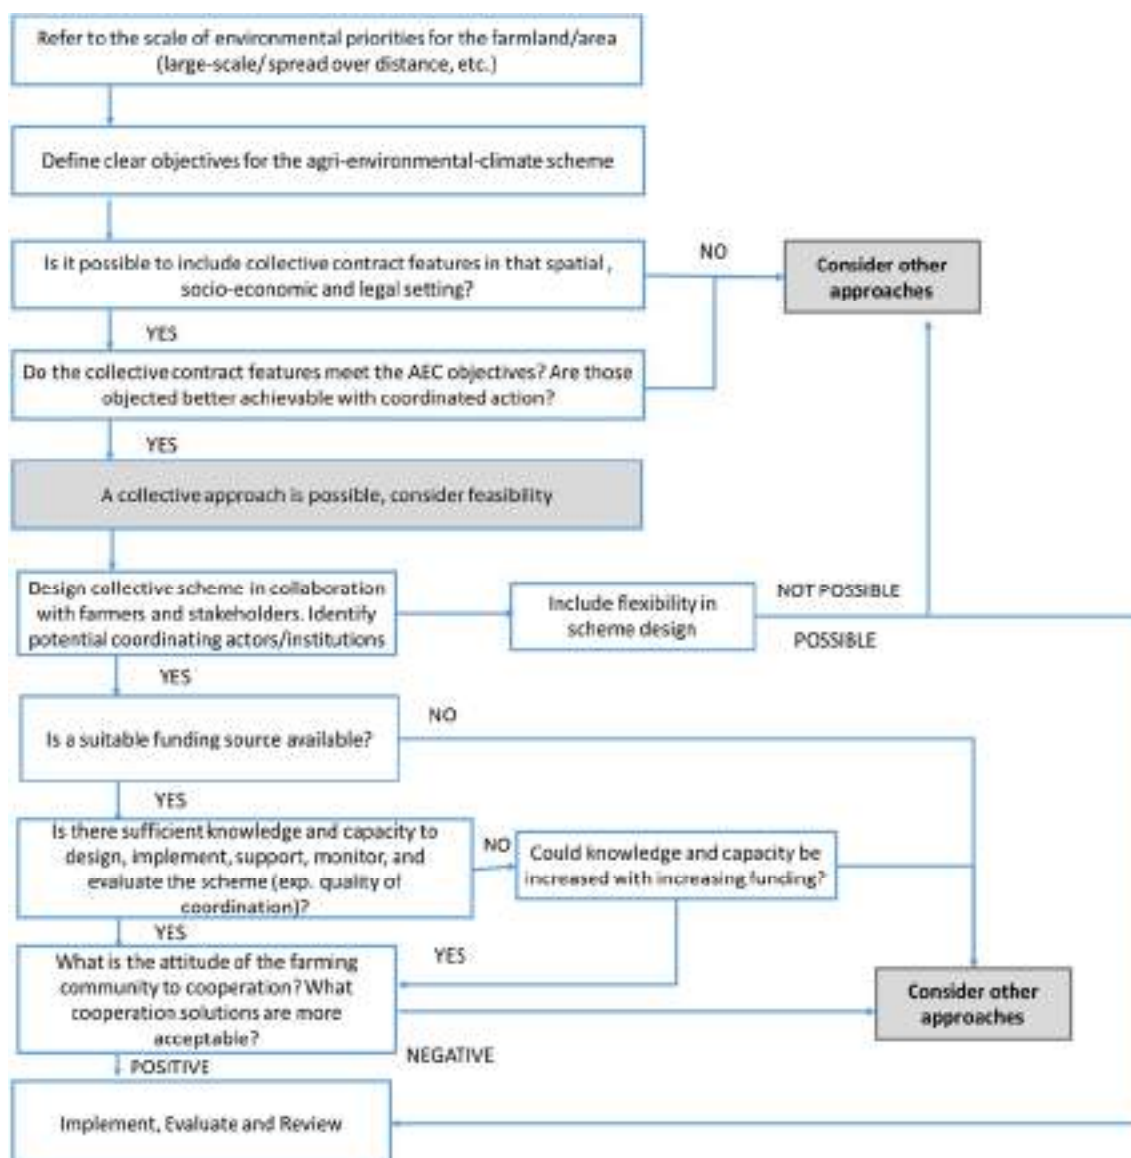 Refer to the scale of environmental priorities for the farmland/area
(large-scale/ spread over distance, etc.)
Define clear objectives for the agri-environmental-climate scheme
Is it possible to include collective contract features in that spatial ,
socio-economic and legal setting?
NO
Consider other
approaches
YES
Do the collective contract features meet the AEC objectives? Are those
objected better achievable with coordinated action?
YES
A collective approach is possible, consider feasibility
Design collective scheme in collaboration
with farmers and stakeholders. Identify
potential coordinating actors/institutions
Include flexibility in
scheme design
NOT POSSIBLE
POSSIBLE
YES
Is a suitable funding source available?
NO
YES
Is there sufficient knowledge and capacity to
design, implement, support, monitor, and
evaluate the scheme (exp. quality of
coordination)?
NO
Could knowledge and capacity be
increased with increasing funding?
YES
YES
What is the attitude of the farming
community to cooperation? What
cooperation solutions are more
acceptable?
Consider other
approaches
NEGATIVE
POSITIVE
Implement, Evaluate and Review